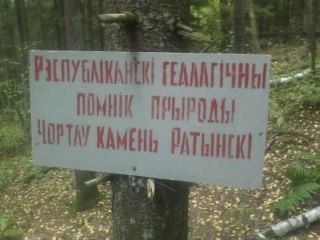 Рэспубліканскі геалагічны
помнік прыроды
Чортаў камень Ратынскі